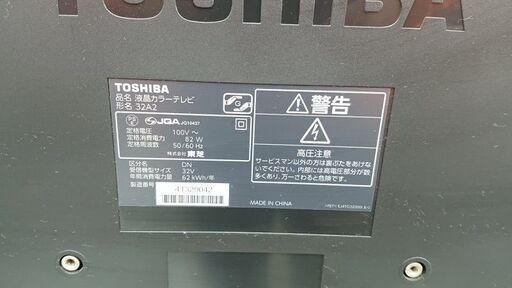 TOSHIBA
TOSHIBA
品名 液晶カラーテレビ
形名 32A2
JQA JQ10437
定格電圧: 100V～
定格消費電力: 82 W
定格周波数: 50/60 Hz
株式会社 東芝
区分: DN
受信機型サイズ: 32V
年間消費電力量: 62 kWh/年
製造番号: 41329042
警告
高圧注意
サービスマン以外の方は裏ぶたをあけな
いでください。内部には高電圧部分が数
多くあり、万一さわると危険です。
MADE IN CHINA